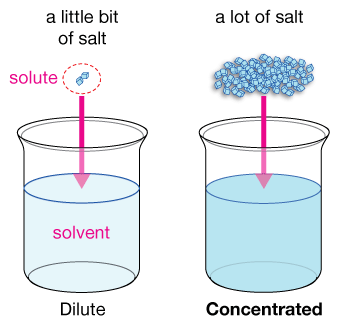 a little bit
of salt
a lot of salt
solute
solvent
Dilute
Concentrated